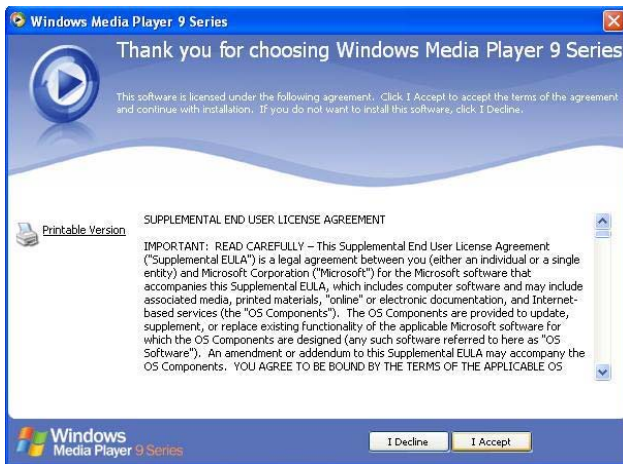 Windows Media Player 9 Series
Thank you for choosing Windows Media Player 9 Series
This software is licensed under the following agreement. Click I Accept to accept the terms of the agreement
and continue with installation. If you do not want to install this software, click I Decline.
Printable Version
SUPPLEMENTAL END USER LICENSE AGREEMENT
IMPORTANT: READ CAREFULLY – This Supplemental End User License Agreement
("Supplemental EULA") is a legal agreement between you (either an individual or a single
entity) and Microsoft Corporation ("Microsoft") for the Microsoft software that
accompanies this Supplemental EULA, which includes computer software and may include
associated media, printed materials, "online" or electronic documentation, and Internet-
based services (the "OS Components"). The OS Components are provided to update,
supplement, or replace existing functionality of the applicable Microsoft software for
which the OS Components are designed (any such software referred to here as "OS
Software"). An amendment or addendum to this Supplemental EULA may accompany the
OS Components. YOU AGREE TO BE BOUND BY THE TERMS OF THE APPLICABLE OS
Windows
Media Player 9 Series
I Decline
I Accept